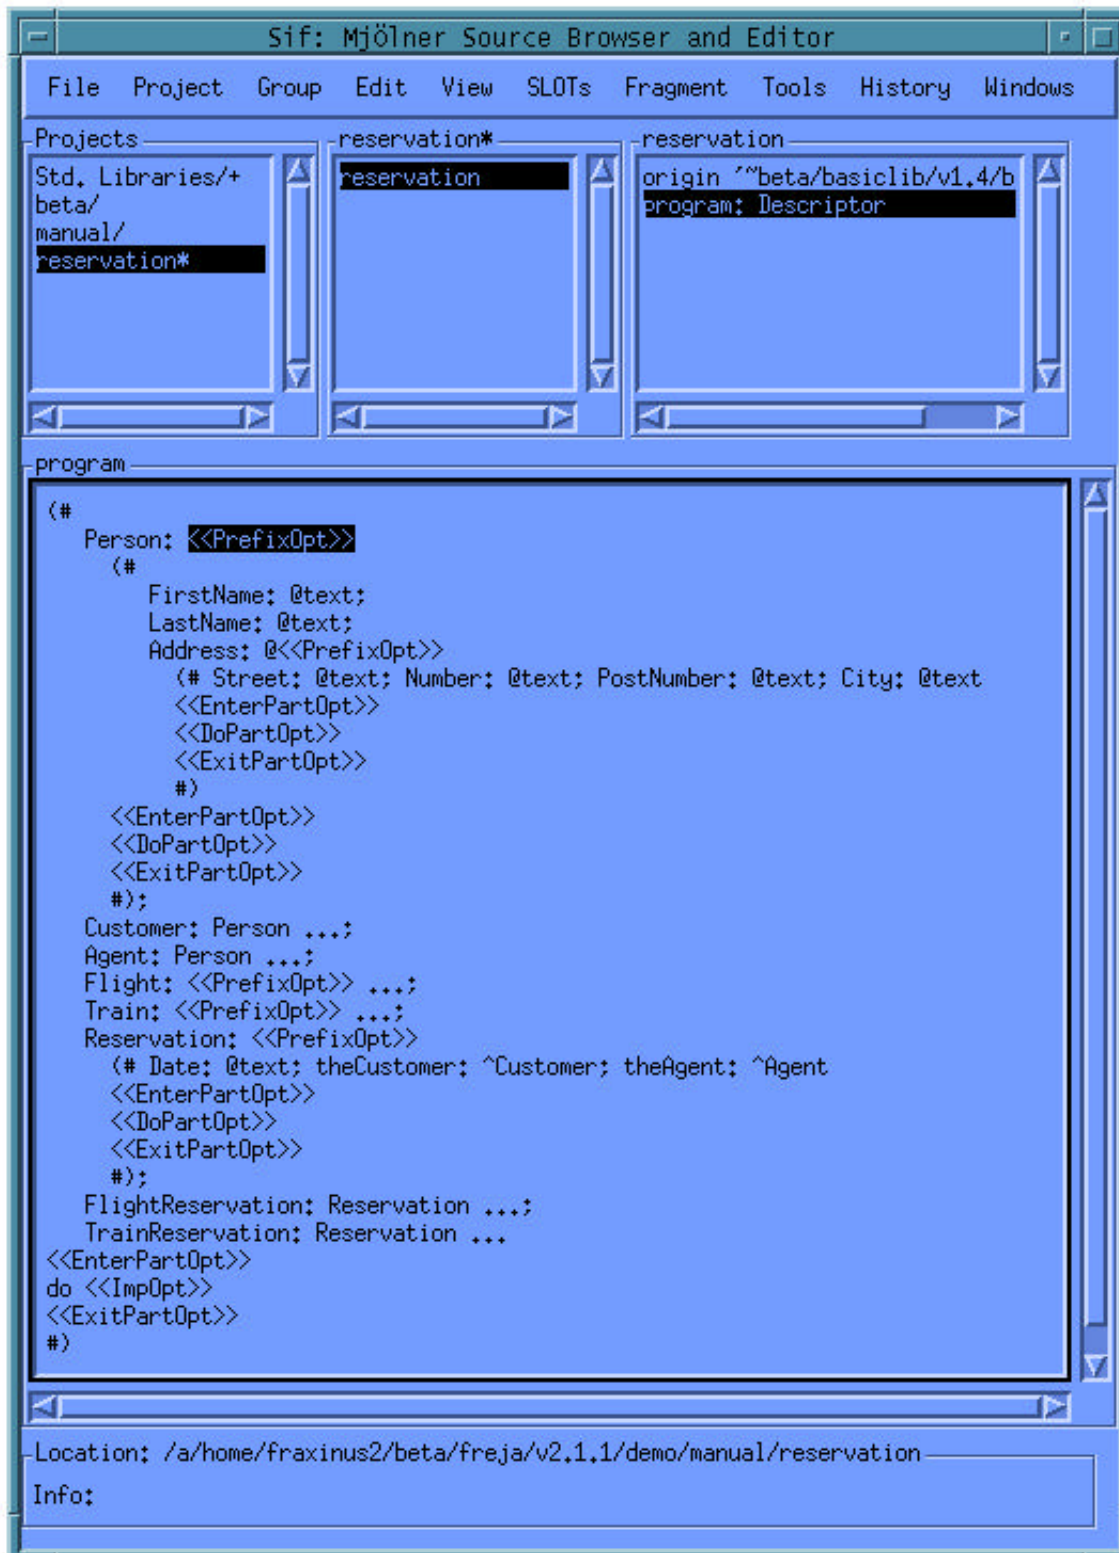 Sif: MjÖlner Source Browser and Editor
File Project Group Edit View SLOTs Fragment Tools History Windows
Projects
Std. Libraries/+
beta/
manual/
reservation*
reservation*
reservation
reservation
origin '~beta/basiclib/v1.4/b
program: Descriptor
program
(#
Person: <<PrefixOpt>>
(#
FirstName: @text;
LastName: @text;
Address: @<<PrefixOpt>>
(# Street: @text; Number: @text; PostNumber: @text; City: @text
<<EnterPartOpt>>
<<DoPartOpt>>
<<ExitPartOpt>>
#)
<<EnterPartOpt>>
<<DoPartOpt>>
<<ExitPartOpt>>
#);
Customer: Person ...;
Agent: Person ...;
Flight: <<PrefixOpt>> ...;
Train: <<PrefixOpt>> ...;
Reservation: <<PrefixOpt>>
(# Date: @text; theCustomer: ^Customer; theAgent: ^Agent
<<EnterPartOpt>>
<<DoPartOpt>>
<<ExitPartOpt>>
#);
FlightReservation: Reservation ...;
TrainReservation: Reservation ...
<<EnterPartOpt>>
do <<ImpOpt>>
<<ExitPartOpt>>
#)
Location: /a/home/fraxinus2/beta/freja/v2.1.1/demo/manual/reservation
Info: